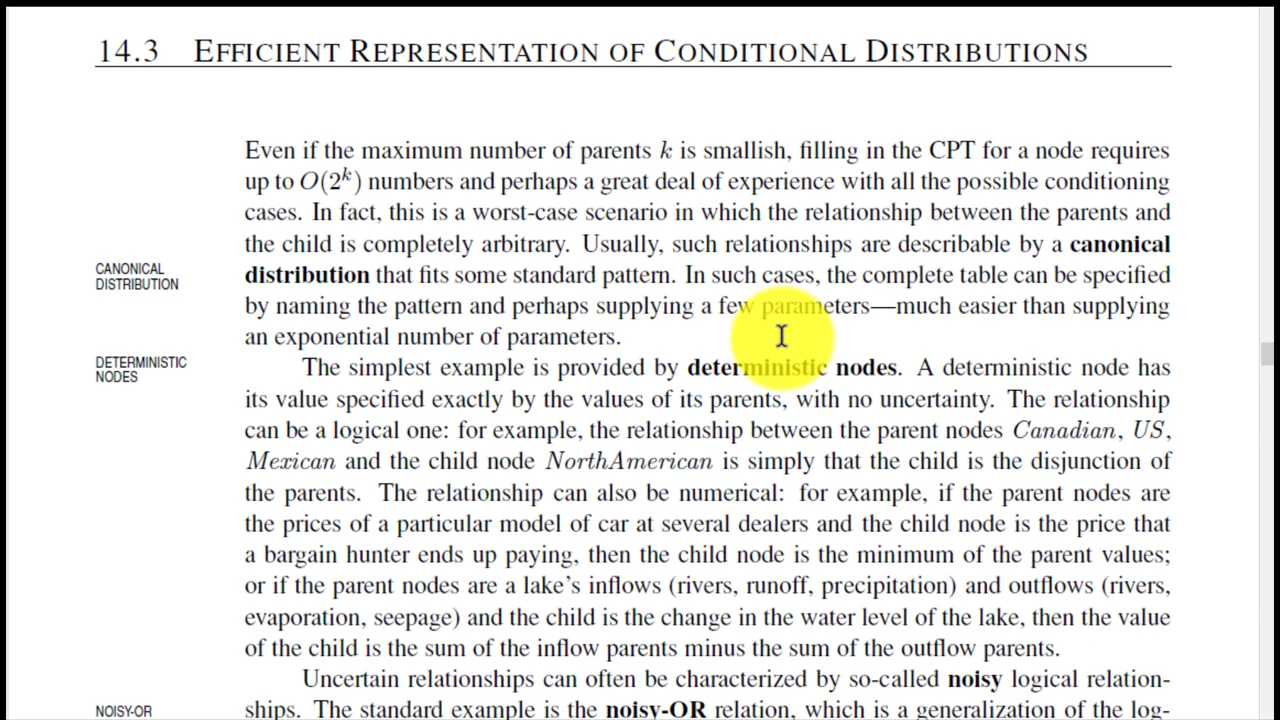 14.3 EFFICIENT REPRESENTATION OF CONDITIONAL DISTRIBUTIONS
Even if the maximum number of parents k is smallish, filling in the CPT for a node requires
up to O(2^k) numbers and perhaps a great deal of experience with all the possible conditioning
cases. In fact, this is a worst-case scenario in which the relationship between the parents and
the child is completely arbitrary. Usually, such relationships are describable by a canonical
CANONICAL
DISTRIBUTION
distribution that fits some standard pattern. In such cases, the complete table can be specified
by naming the pattern and perhaps supplying a few parameters—much easier than supplying
an exponential number of parameters.
DETERMINISTIC
NODES
The simplest example is provided by deterministic nodes. A deterministic node has
its value specified exactly by the values of its parents, with no uncertainty. The relationship
can be a logical one: for example, the relationship between the parent nodes Canadian, US,
Mexican and the child node NorthAmerican is simply that the child is the disjunction of
the parents. The relationship can also be numerical: for example, if the parent nodes are
the prices of a particular model of car at several dealers and the child node is the price that
a bargain hunter ends up paying, then the child node is the minimum of the parent values;
or if the parent nodes are a lake's inflows (rivers, runoff, precipitation) and outflows (rivers,
evaporation, seepage) and the child is the change in the water level of the lake, then the value
of the child is the sum of the inflow parents minus the sum of the outflow parents.
Uncertain relationships can often be characterized by so-called noisy logical relation-
NOISY-OR
ships. The standard example is the noisy-OR relation, which is a generalization of the log-